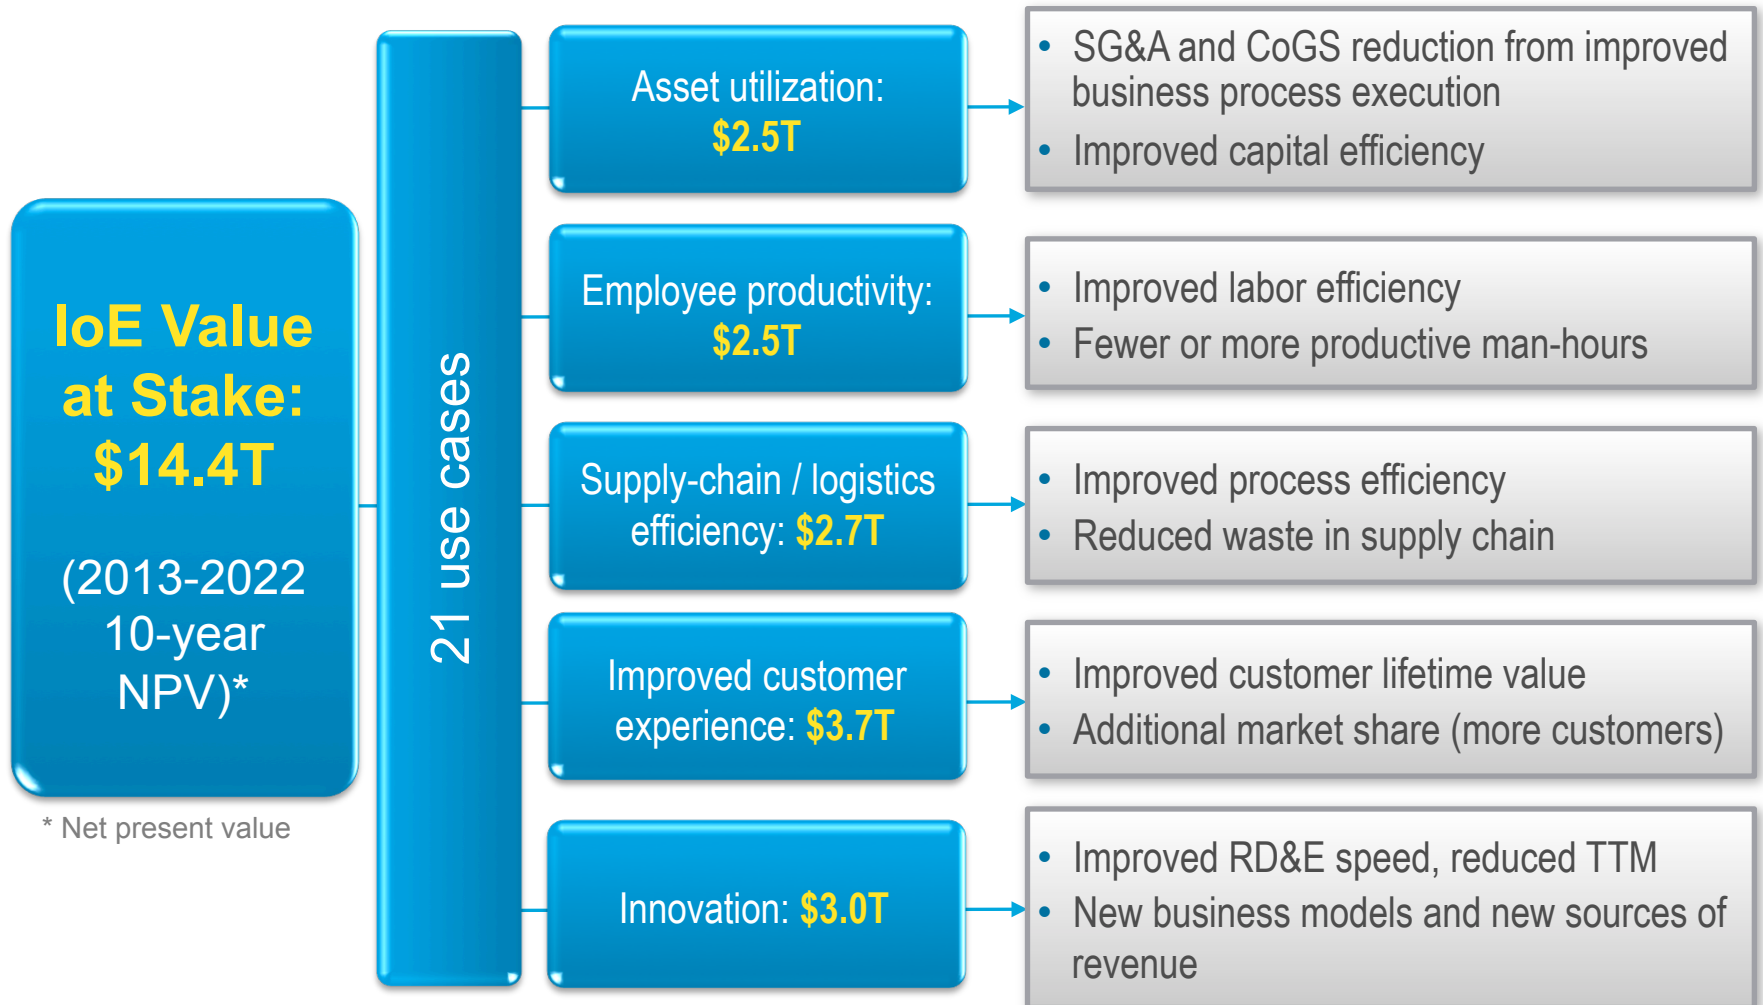 IoE Value
at Stake:
$14.4T
(2013-2022
10-year
NPV)*
* Net present value
21 use cases
Asset utilization:
$2.5T
• SG&A and CoGS reduction from improved
business process execution
• Improved capital efficiency
Employee productivity:
$2.5T
• Improved labor efficiency
• Fewer or more productive man-hours
Supply-chain / logistics
efficiency: $2.7T
• Improved process efficiency
• Reduced waste in supply chain
Improved customer
experience: $3.7T
• Improved customer lifetime value
• Additional market share (more customers)
Innovation: $3.0T
• Improved RD&E speed, reduced TTM
• New business models and new sources of
revenue